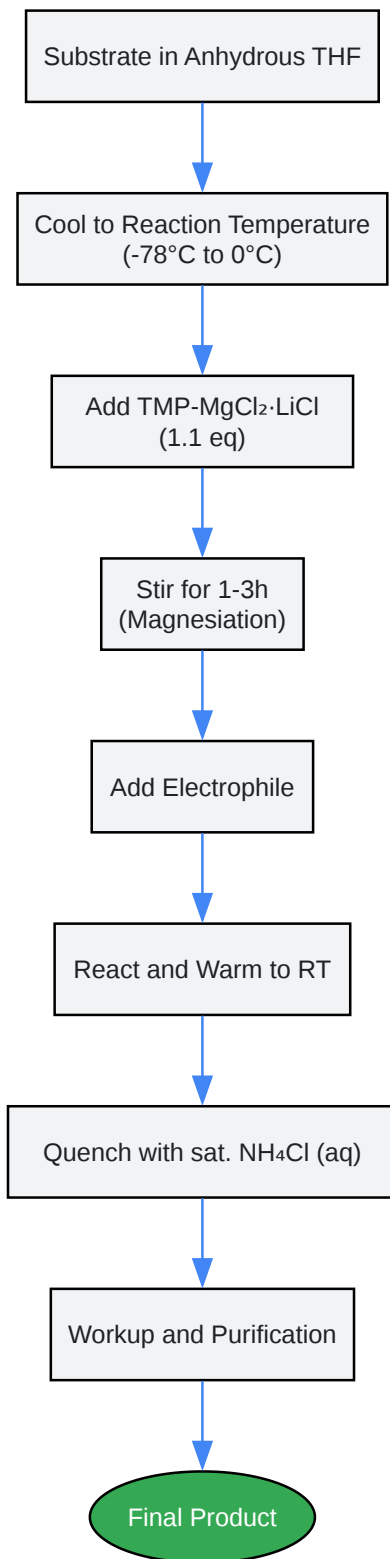 Substrate in Anhydrous THF
Cool to Reaction Temperature
(-78°C to 0°C)
Add TMP-MgCl₂·LiCl
(1.1 eq)
Stir for 1-3h
(Magnesiation)
Add Electrophile
React and Warm to RT
Quench with sat. NH₄Cl (aq)
Workup and Purification
Final Product